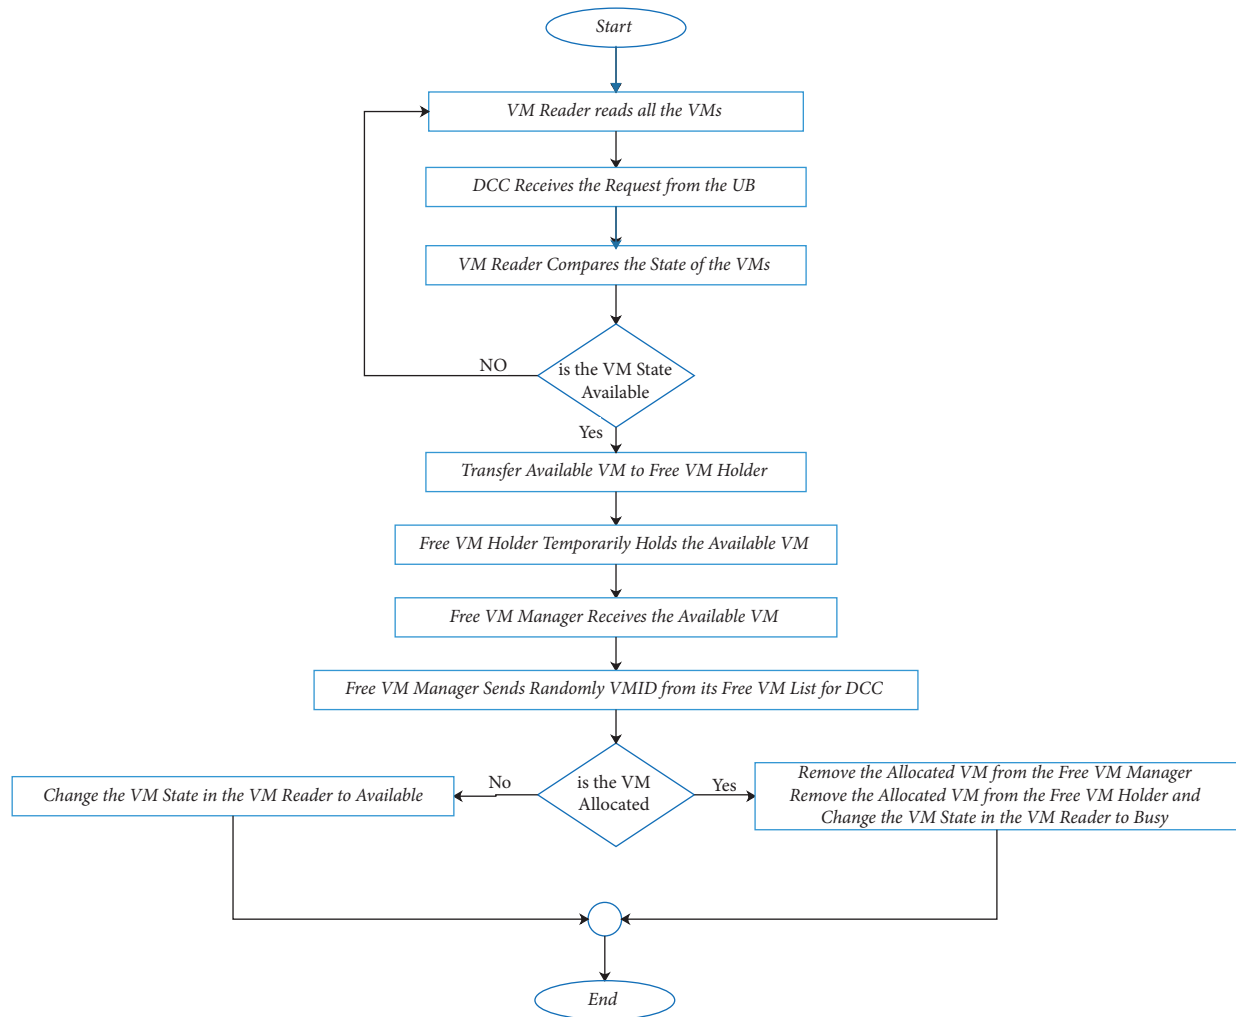 Start
VM Reader reads all the VMs
DCC Receives the Request from the UB
VM Reader Compares the State of the VMs
NO
is the VM State
Available
Yes
Transfer Available VM to Free VM Holder
Free VM Holder Temporarily Holds the Available VM
Free VM Manager Receives the Available VM
Free VM Manager Sends Randomly VMID from its Free VM List for DCC
Change the VM State in the VM Reader to Available
No
is the VM
Allocated
Yes
Remove the Allocated VM from the Free VM Manager
Remove the Allocated VM from the Free VM Holder and
Change the VM State in the VM Reader to Busy
End